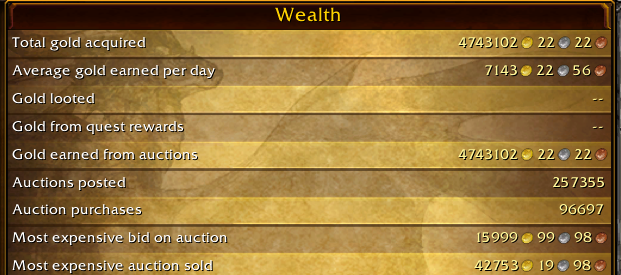 Wealth
Total gold acquired 4743102 22 22
Average gold earned per day 7143 22 56
Gold looted --
Gold from quest rewards --
Gold earned from auctions 4743102 22 22
Auctions posted 257355
Auction purchases 96697
Most expensive bid on auction 15999 99 98
Most expensive auction sold 42753 19 98